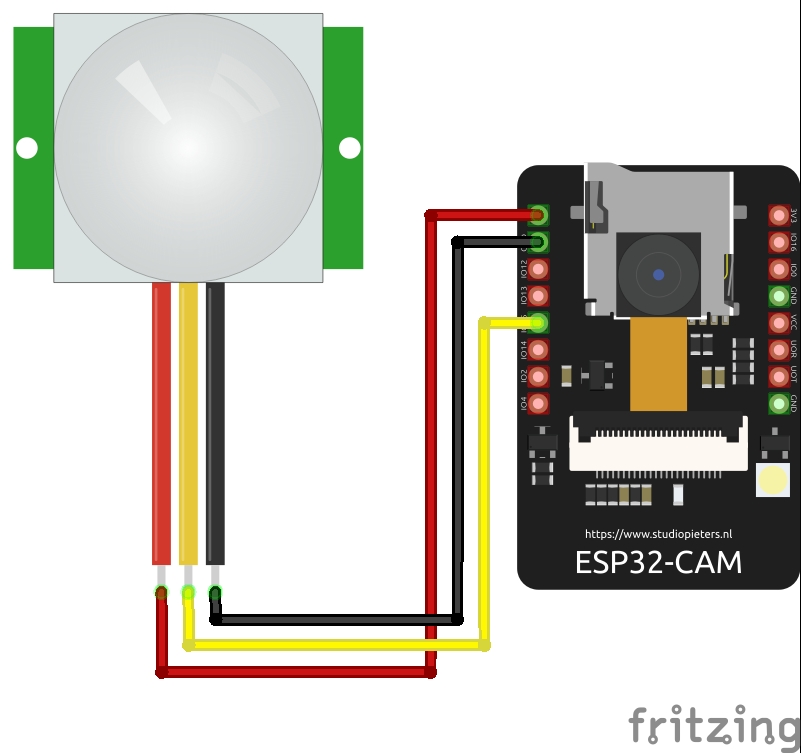 3V3
IO16
IO12
IO0
IO13
GND
VCC
IO14
UOR
IO2
UOT
IO4
GND
https://www.studiopieters.nl
ESP32-CAM
fritzing